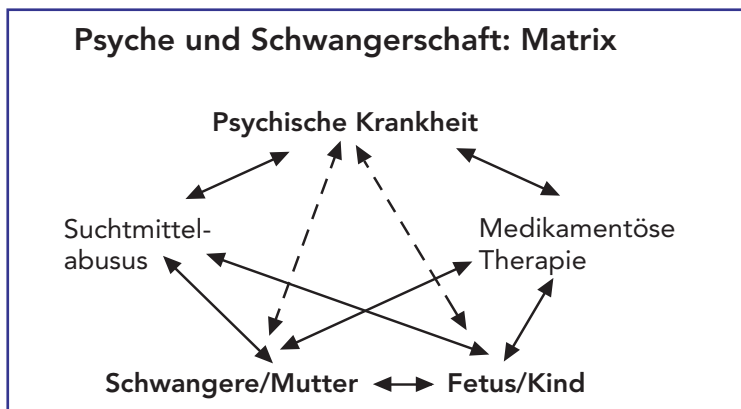 Psyche und Schwangerschaft: Matrix
Psychische Krankheit
Suchtmittel-
abusus
Medikamentöse
Therapie
Schwangere/Mutter
Fetus/Kind